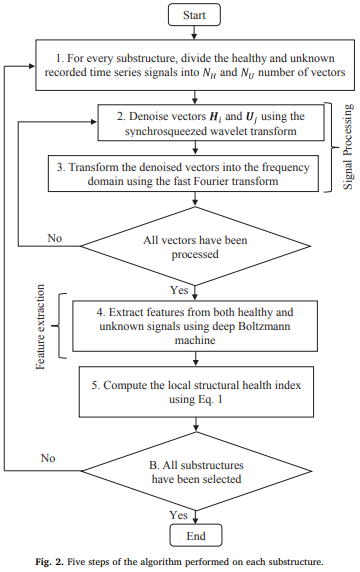 Start
1. For every substructure, divide the healthy and unknown
recorded time series signals into N_H and N_U number of vectors
2. Denoise vectors H_i and U_j using the
synchrosqueezed wavelet transform
3. Transform the denoised vectors into the frequency
domain using the fast Fourier transform
Signal Processing
All vectors have been
processed
No
Yes
Feature extraction
4. Extract features from both healthy and
unknown signals using deep Boltzmann
machine
5. Compute the local structural health index
using Eq. 1
B. All substructures
have been selected
No
Yes
End
Fig. 2. Five steps of the algorithm performed on each substructure.